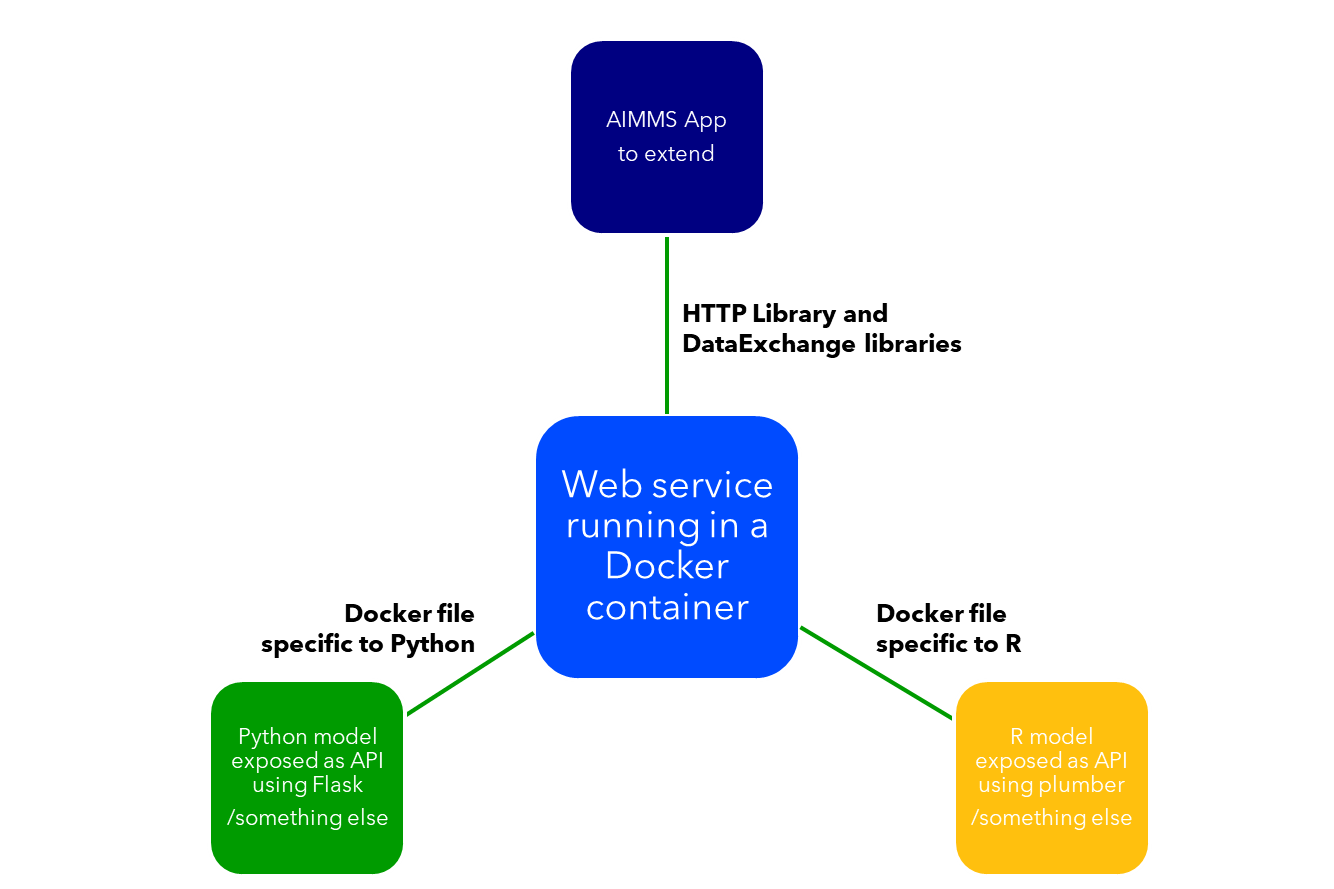 AIMMS App
to extend
HTTP Library and
DataExchange libraries
Web service
running in a
Docker
container
Docker file
specific to Python
Docker file
specific to R
Python model
exposed as API
using Flask
/something else
R model
exposed as API
using plumber
/something else